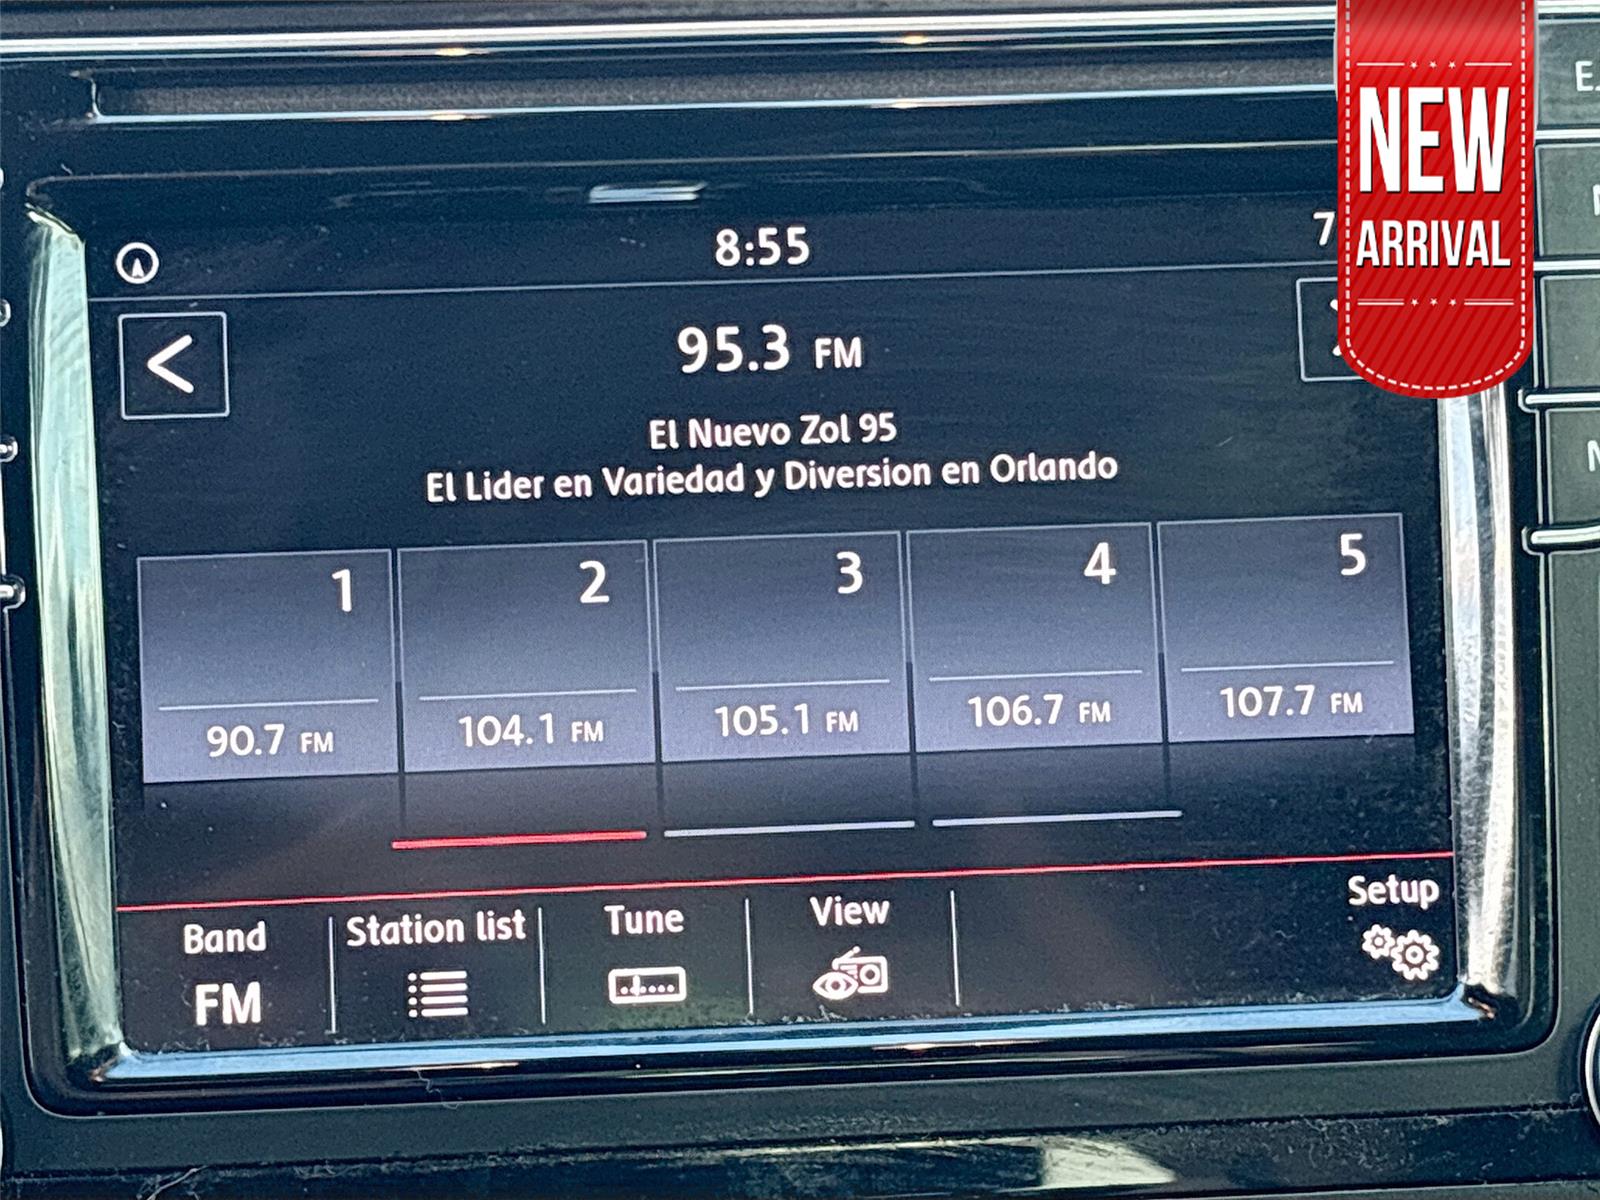 NEW
ARRIVAL
8:55
95.3 FM
El Nuevo Zol 95
El Lider en Variedad y Diversion en Orlando
1
2
3
4
5
90.7 FM
104.1 FM
105.1 FM
106.7 FM
107.7 FM
Band
FM
Station list
Tune
View
Setup